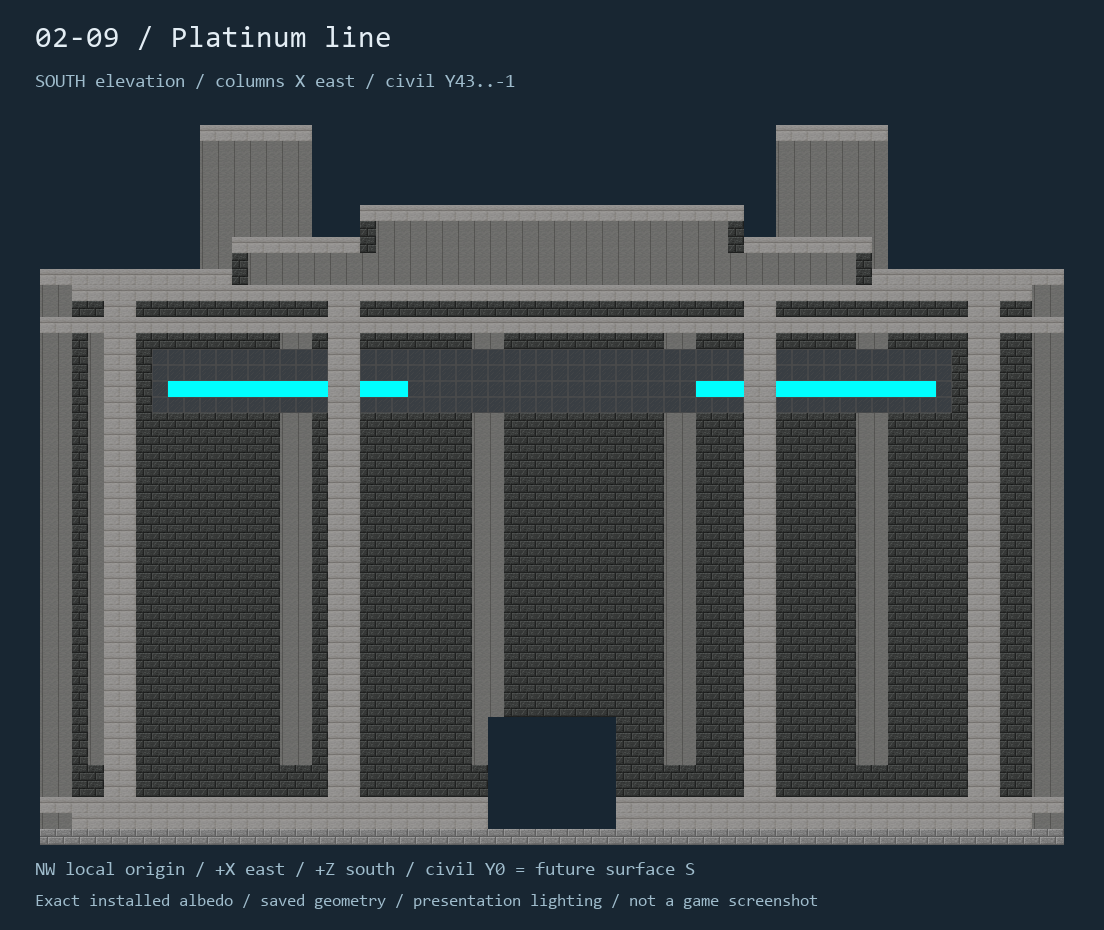 02-09 / Platinum line
SOUTH elevation / columns X east / civil Y43..-1
NW local origin / +X east / +Z south / civil Y0 = future surface S
Exact installed albedo / saved geometry / presentation lighting / not a game screenshot